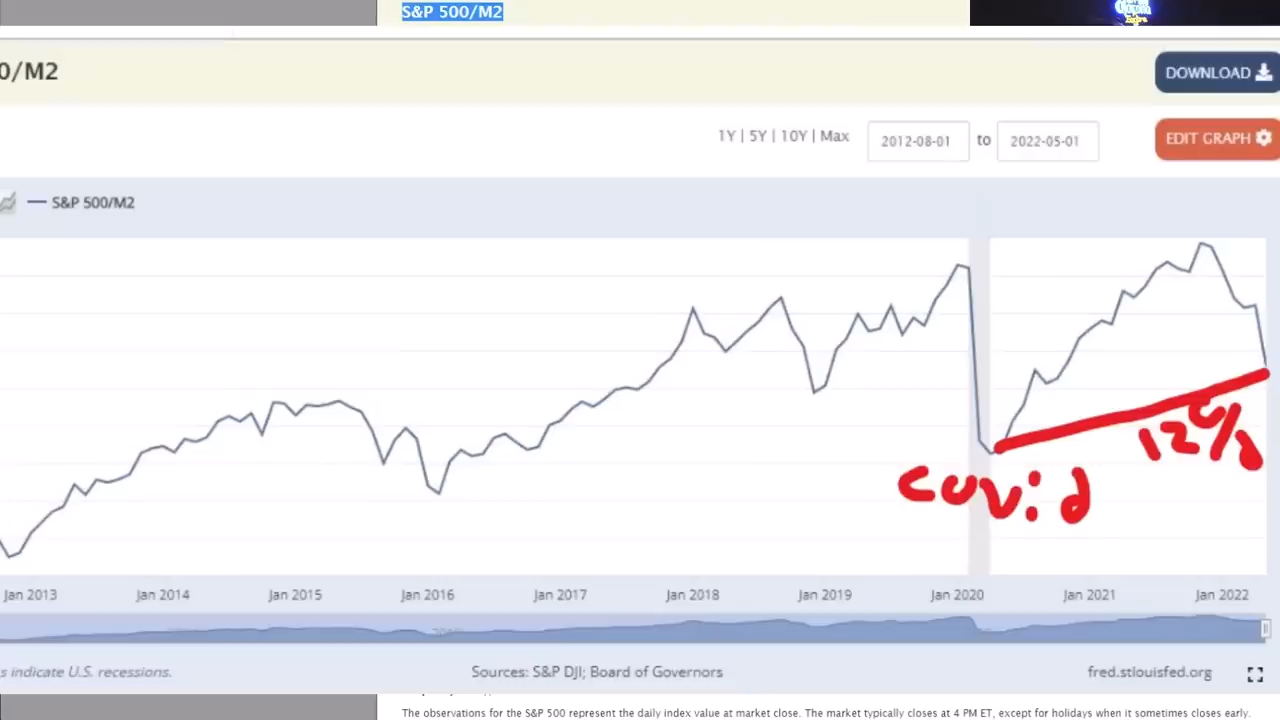 S&P 500/M2
0/M2
DOWNLOAD
1Y | 5Y | 10Y | Max 2012-08-01 to 2022-05-01 EDIT GRAPH
S&P 500/M2
12%
covid
Jan 2013 Jan 2014 Jan 2015 Jan 2016 Jan 2017 Jan 2018 Jan 2019 Jan 2020 Jan 2021 Jan 2022
s indicate U.S. recessions. Sources: S&P DJI; Board of Governors fred.stlouisfed.org
The observations for the S&P 500 represent the daily index value at market close. The market typically closes at 4 PM ET, except for holidays when it sometimes closes early.